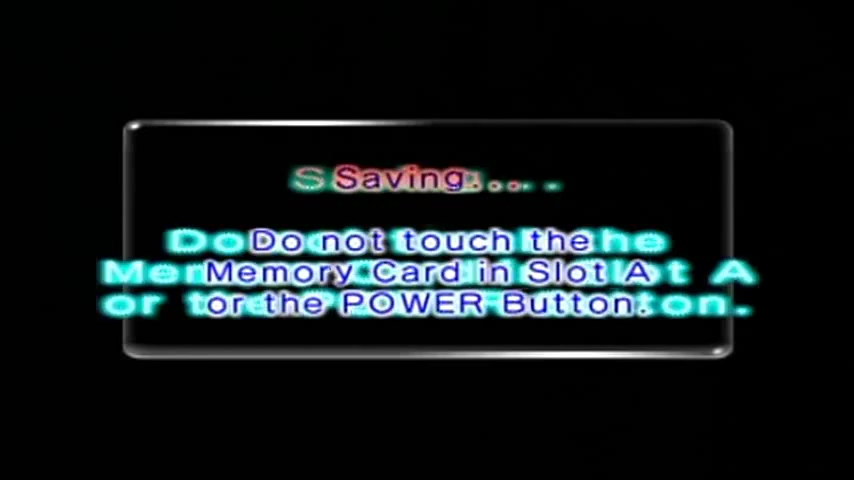 Saving...
Do not touch the
Memory Card in Slot A
or the POWER Button.